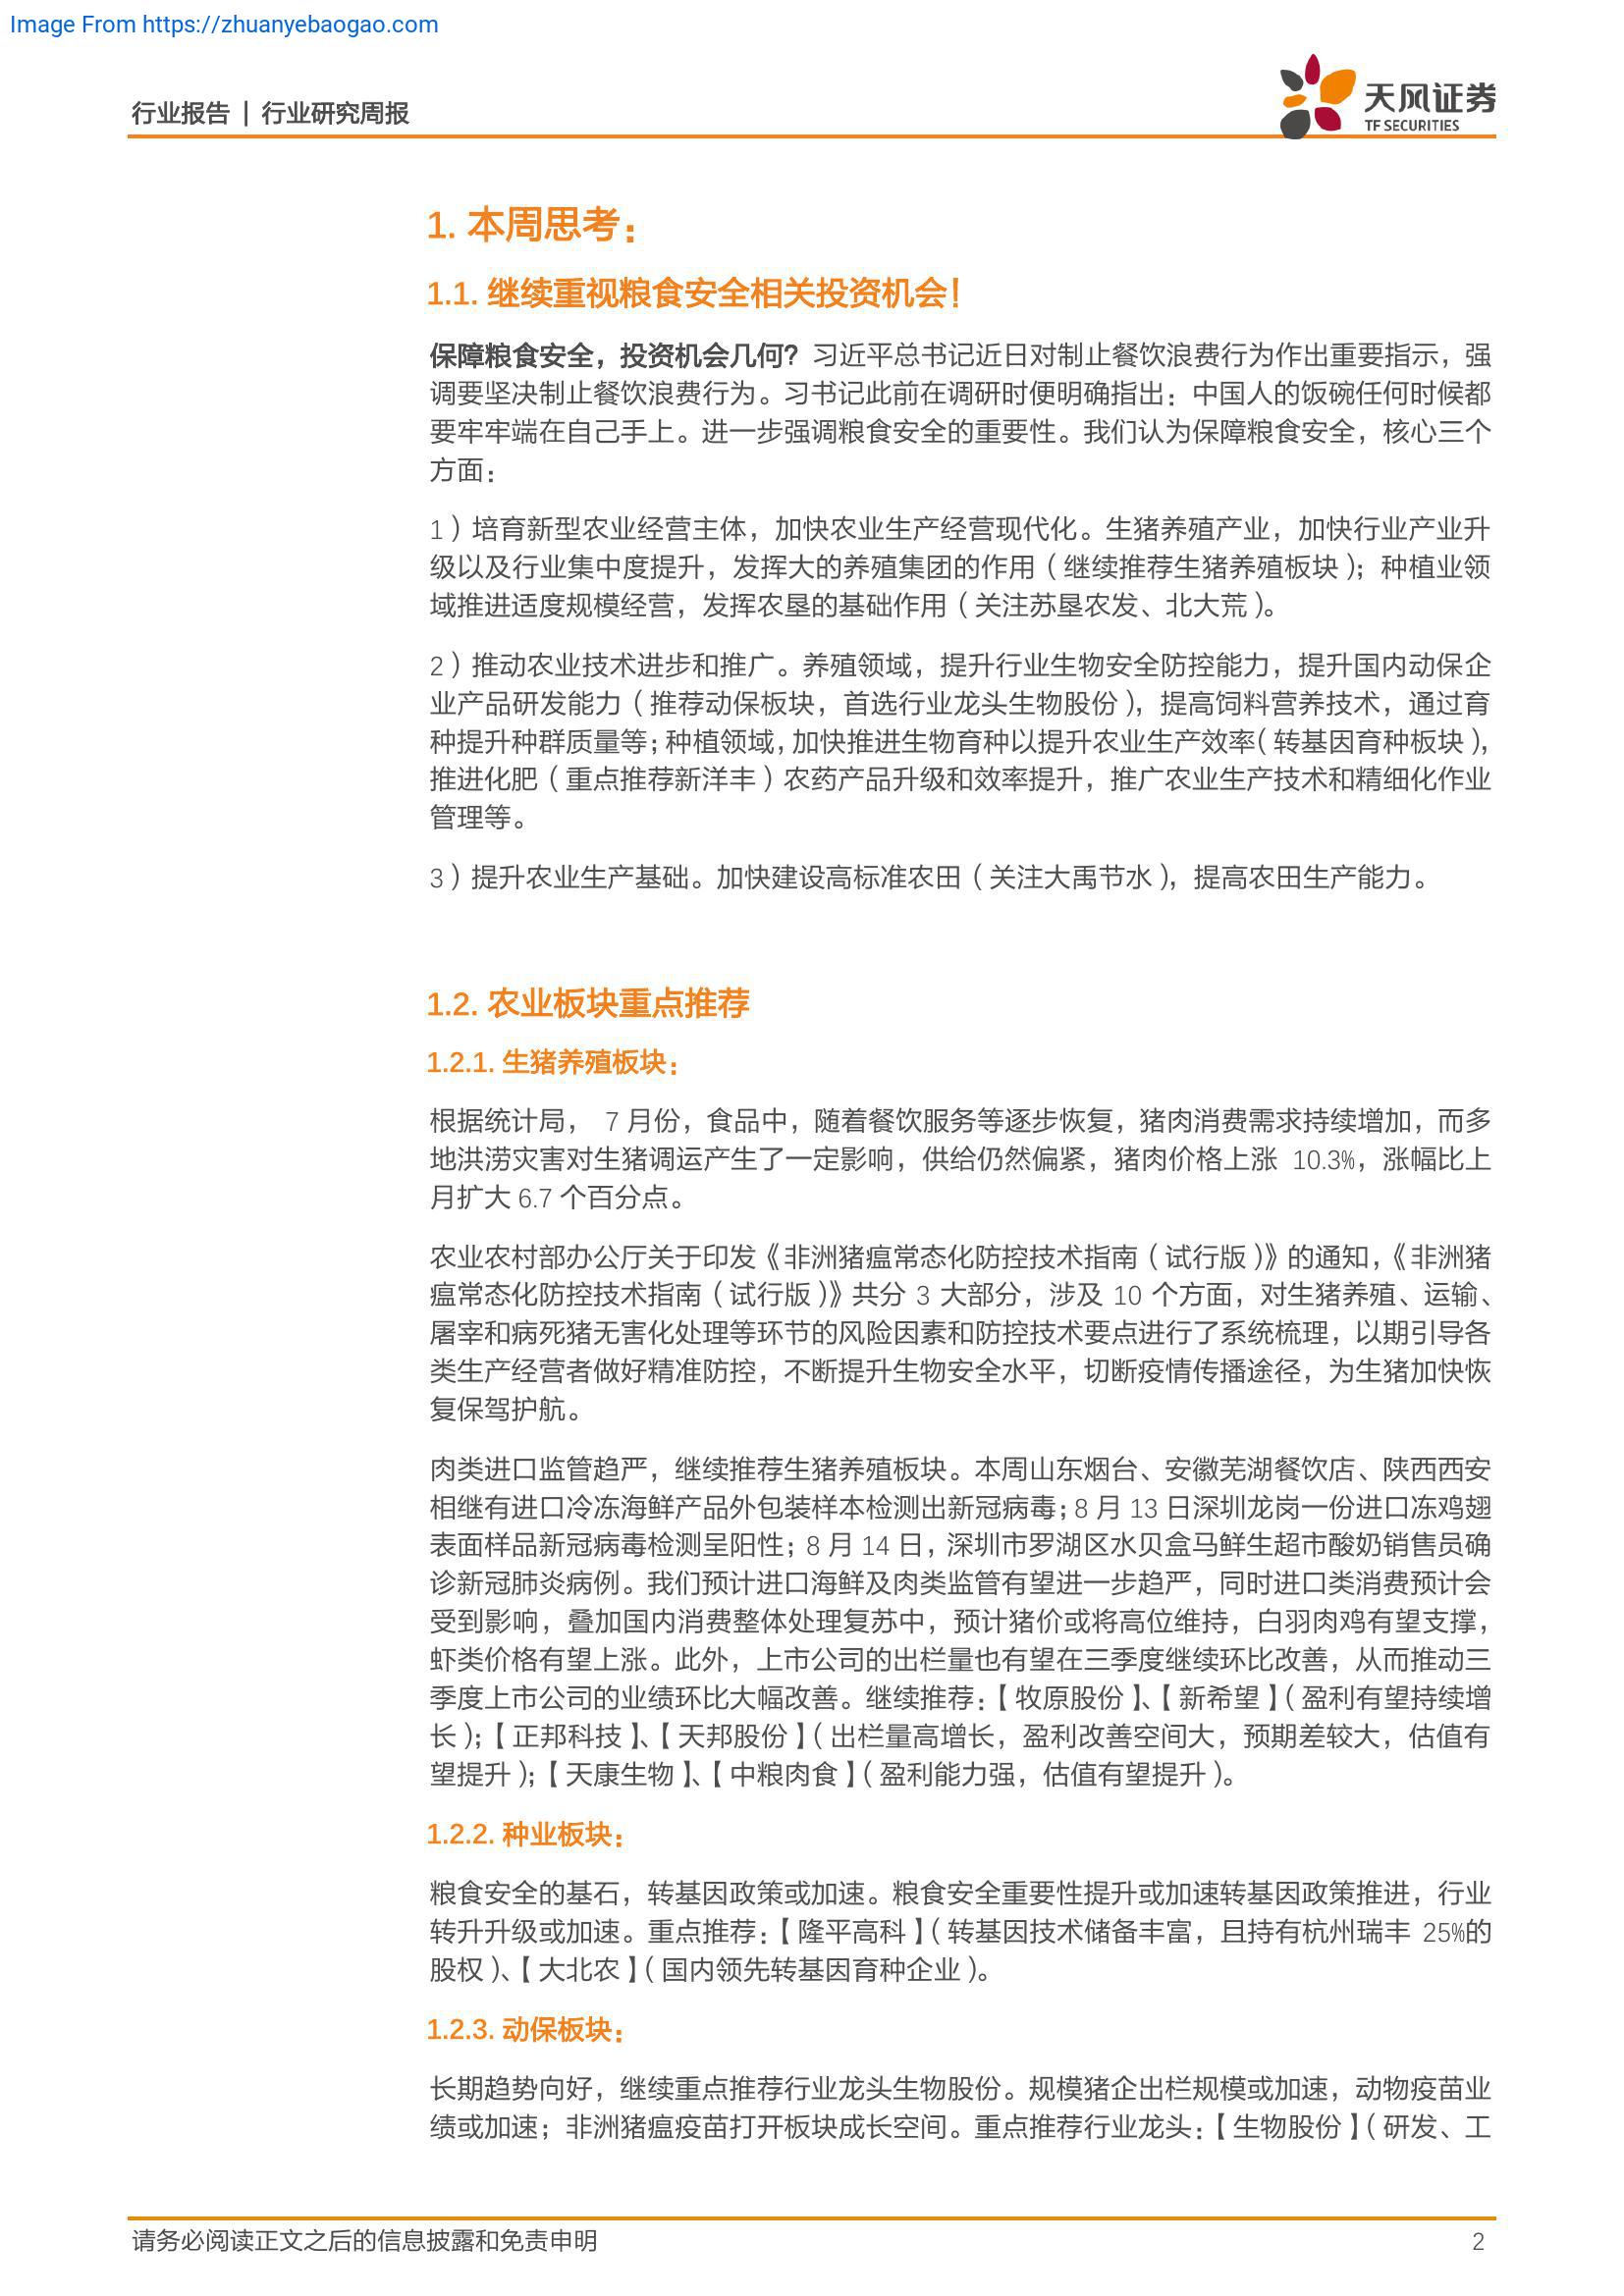 Image From https://zhuanyebaogao.com
行业报告 | 行业研究周报
天风证券
TF SECURITIES
1. 本周思考：
1.1. 继续重视粮食安全相关投资机会！
保障粮食安全，投资机会几何？习近平总书记近日对制止餐饮浪费行为作出重要指示，强
调要坚决制止餐饮浪费行为。习书记此前在调研时便明确指出：中国人的饭碗任何时候都
要牢牢端在自己手上。进一步强调粮食安全的重要性。我们认为保障粮食安全，核心三个
方面：
1）培育新型农业经营主体，加快农业生产经营现代化。生猪养殖产业，加快行业产业升
级以及行业集中度提升，发挥大的养殖集团的作用（继续推荐生猪养殖板块）；种植业领
域推进适度规模经营，发挥农垦的基础作用（关注苏垦农发、北大荒）。
2）推动农业技术进步和推广。养殖领域，提升行业生物安全防控能力，提升国内动保企
业产品研发能力（推荐动保板块，首选行业龙头生物股份），提高饲料营养技术，通过育
种提升种群质量等；种植领域，加快推进生物育种以提升农业生产效率（转基因育种板块），
推进化肥（重点推荐新洋丰）农药产品升级和效率提升，推广农业生产技术和精细化作业
管理等。
3）提升农业生产基础。加快建设高标准农田（关注大禹节水），提高农田生产能力。
1.2. 农业板块重点推荐
1.2.1. 生猪养殖板块：
根据统计局， 7 月份，食品中，随着餐饮服务等逐步恢复，猪肉消费需求持续增加，而多
地洪涝灾害对生猪调运产生了一定影响，供给仍然偏紧，猪肉价格上涨 10.3%，涨幅比上
月扩大 6.7 个百分点。
农业农村部办公厅关于印发《非洲猪瘟常态化防控技术指南（试行版）》的通知，《非洲猪
瘟常态化防控技术指南（试行版）》共分 3 大部分，涉及 10 个方面，对生猪养殖、运输、
屠宰和病死猪无害化处理等环节的风险因素和防控技术要点进行了系统梳理，以期引导各
类生产经营者做好精准防控，不断提升生物安全水平，切断疫情传播途径，为生猪加快恢
复保驾护航。
肉类进口监管趋严，继续推荐生猪养殖板块。本周山东烟台、安徽芜湖餐饮店、陕西西安
相继有进口冷冻海鲜产品外包装样本检测出新冠病毒；8 月 13 日深圳龙岗一份进口冻鸡翅
表面样品新冠病毒检测呈阳性；8 月 14 日，深圳市罗湖区水贝盒马鲜生超市酸奶销售员确
诊新冠肺炎病例。我们预计进口海鲜及肉类监管有望进一步趋严，同时进口类消费预计会
受到影响，叠加国内消费整体处理复苏中，预计猪价或将高位维持，白羽肉鸡有望支撑，
虾类价格有望上涨。此外，上市公司的出栏量也有望在三季度继续环比改善，从而推动三
季度上市公司的业绩环比大幅改善。继续推荐：【牧原股份】、【新希望】（盈利有望持续增
长）；【正邦科技】、【天邦股份】（出栏量高增长，盈利改善空间大，预期差较大，估值有
望提升）；【天康生物】、【中粮肉食】（盈利能力强，估值有望提升）。
1.2.2. 种业板块：
粮食安全的基石，转基因政策或加速。粮食安全重要性提升或加速转基因政策推进，行业
转升升级或加速。重点推荐：【隆平高科】（转基因技术储备丰富，且持有杭州瑞丰 25%的
股权）、【大北农】（国内领先转基因育种企业）。
1.2.3. 动保板块：
长期趋势向好，继续重点推荐行业龙头生物股份。规模猪企出栏规模或加速，动物疫苗业
绩或加速；非洲猪瘟疫苗打开板块成长空间。重点推荐行业龙头：【生物股份】（研发、工
请务必阅读正文之后的信息披露和免责申明
2